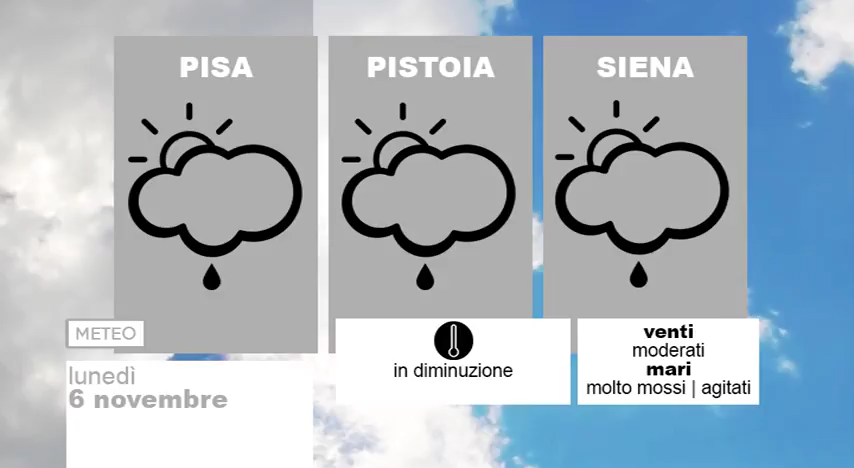 PISA
PISTOIA
SIENA
METEO
lunedì
6 novembre
in diminuzione
venti
moderati
mari
molto mossi | agitati